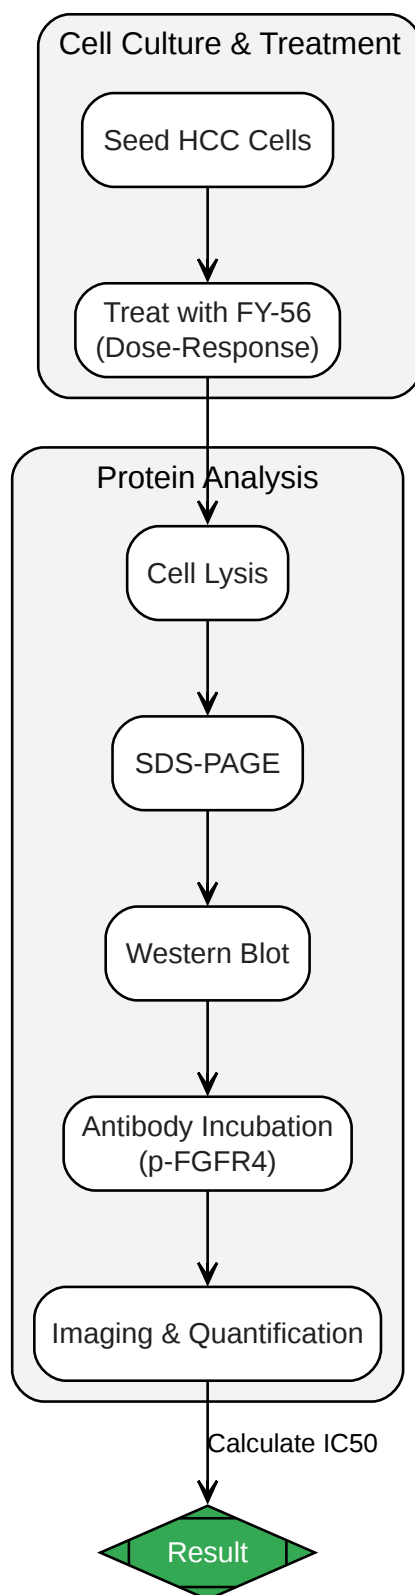 Cell Culture & Treatment
Seed HCC Cells
Treat with FY-56
(Dose-Response)
Protein Analysis
Cell Lysis
SDS-PAGE
Western Blot
Antibody Incubation
(p-FGFR4)
Imaging & Quantification
Calculate IC50
Result